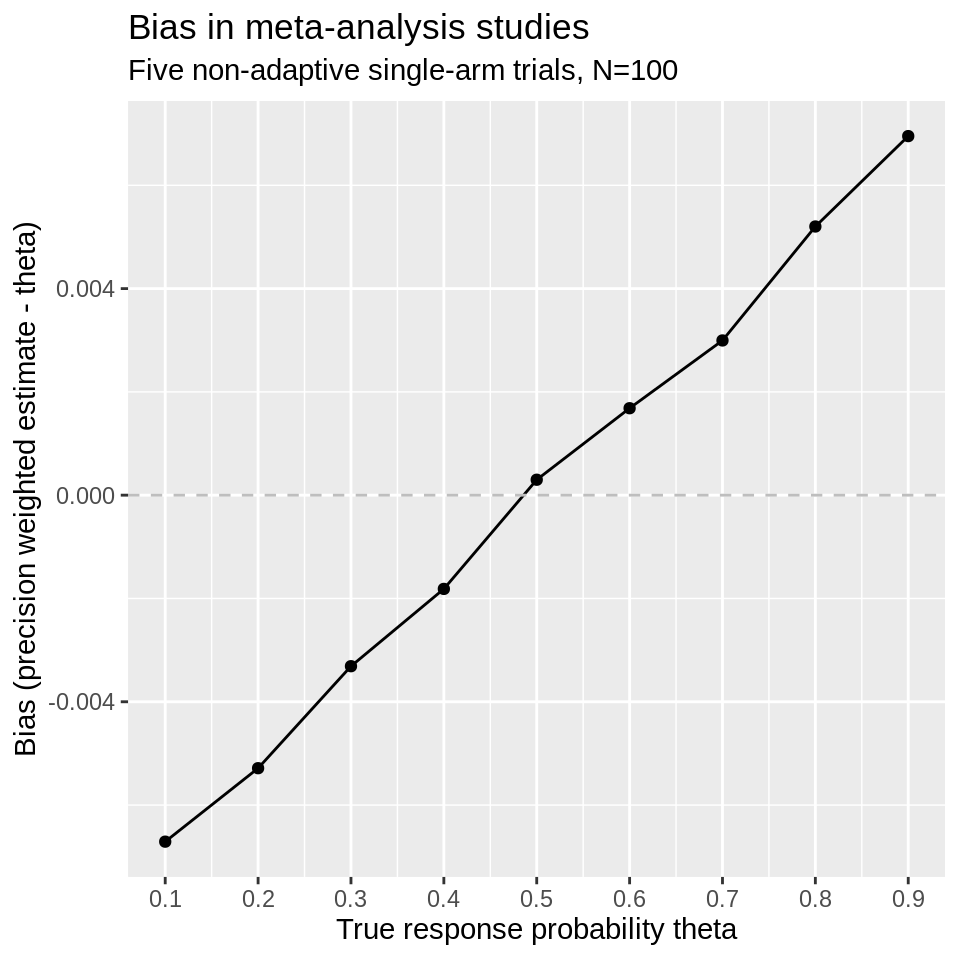 Bias in meta-analysis studies
Five non-adaptive single-arm trials, N=100
Bias (precision weighted estimate - theta)
0.004
0.000
-0.004
0.1 0.2 0.3 0.4 0.5 0.6 0.7 0.8 0.9
True response probability theta